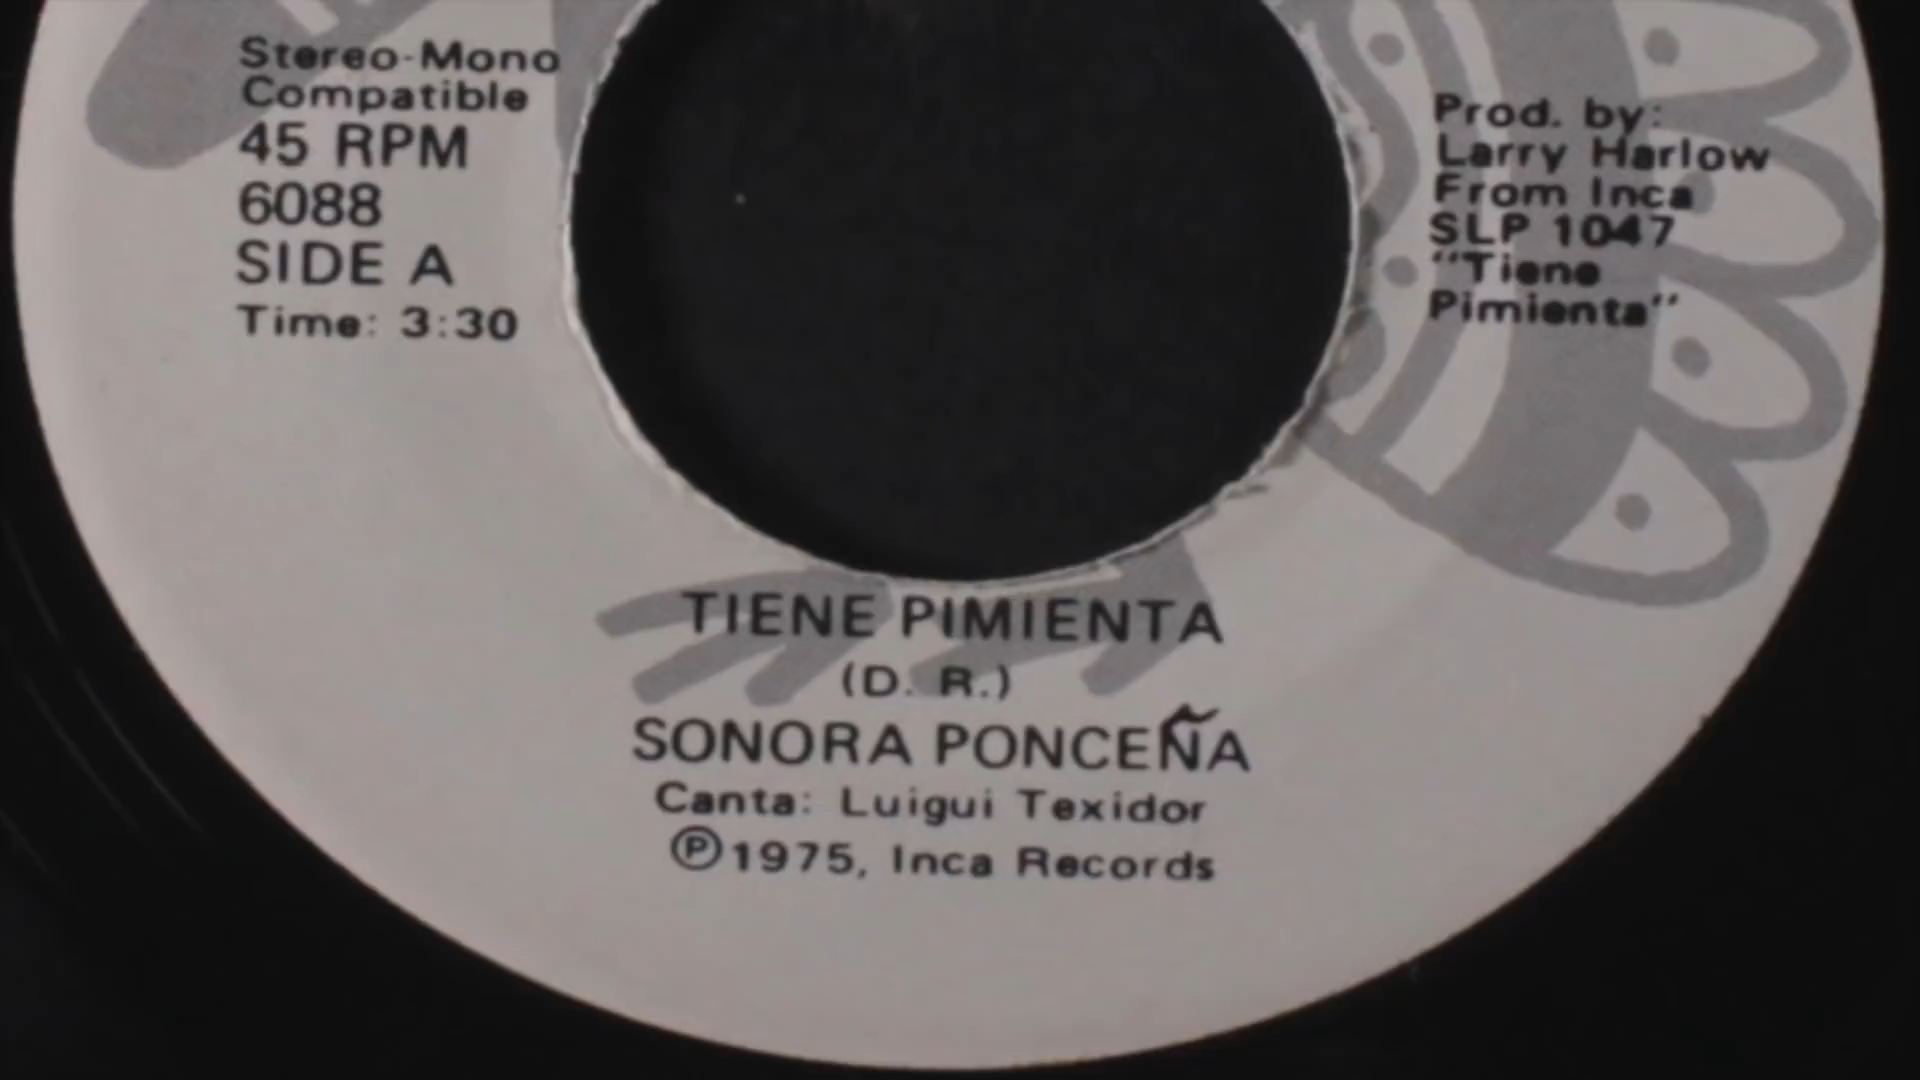 Stereo-Mono
Compatible
45 RPM
6088
SIDE A
Time: 3:30
Prod. by:
Larry Harlow
From Inca
SLP 1047
"Tiene
Pimienta"
TIENE PIMIENTA
(D. R.)
SONORA PONCEÑA
Canta: Luigui Texidor
℗1975, Inca Records